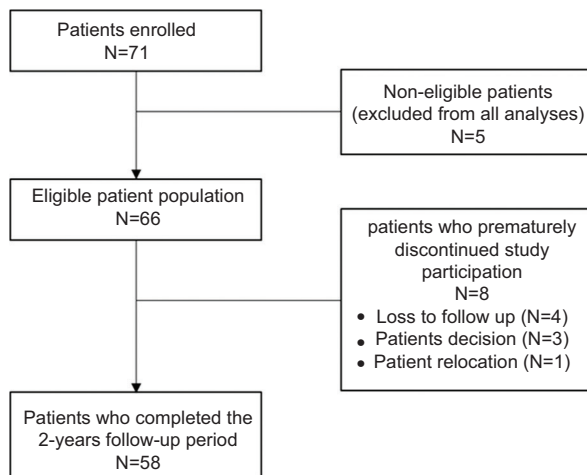 Patients enrolled
N=71
Non-eligible patients
(excluded from all analyses)
N=5
Eligible patient population
N=66
patients who prematurely
discontinued study
participation
N=8
• Loss to follow up (N=4)
• Patients decision (N=3)
• Patient relocation (N=1)
Patients who completed the
2-years follow-up period
N=58